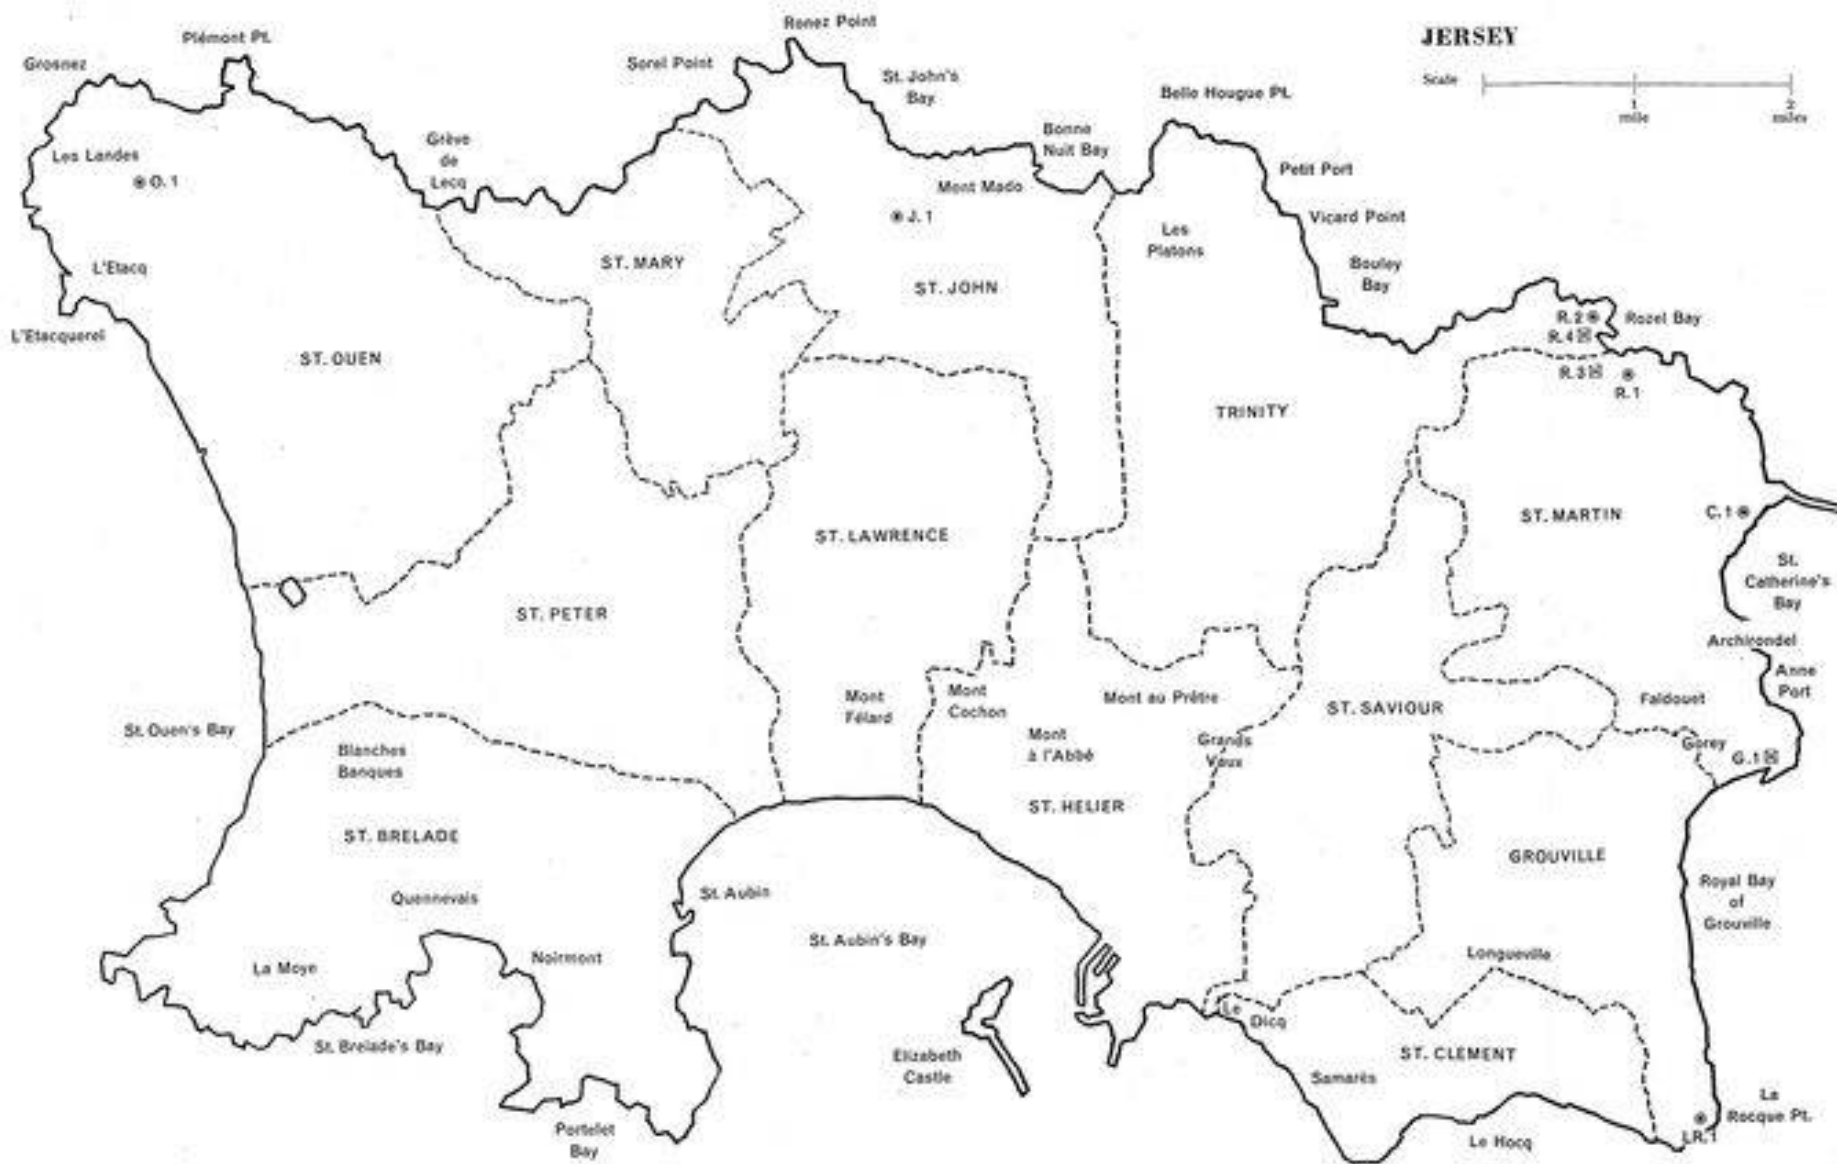 JERSEY
Scale
1
mile
2
miles
Ronez Point
Plémont Pt.
Grosnez
Sorel Point
St. John's
Bay
Belle Hougue Pt.
Bonne
Nuit Bay
Grève
de
Lecq
Les Landes
O.1
Mont Mado
J.1
Petit Port
Vicard Point
Les
Platons
Bouley
Bay
L'Etacq
ST. MARY
ST. JOHN
R.2
Rozel Bay
R.4
L'Etacquerel
ST. OUEN
R.3
R.1
TRINITY
C.1
ST. MARTIN
ST. LAWRENCE
St.
Catherine's
Bay
ST. PETER
Archirondel
Anne
Port
Mont
Félard
Mont
Cochon
Mont au Prêtre
Faldouet
ST. SAVIOUR
St. Ouen's Bay
Mont
à l'Abbé
Grands
Vaux
Gorey
G.1
Blanches
Banques
ST. HELIER
ST. BRELADE
GROUVILLE
Quennevais
St. Aubin
Royal Bay
of
Grouville
St. Aubin's Bay
La Moye
Noirmont
Longueville
Le
Dicq
St. Brelade's Bay
Elizabeth
Castle
ST. CLEMENT
Samarès
La
Rocque Pt.
LR.1
Portelet
Bay
Le Hocq